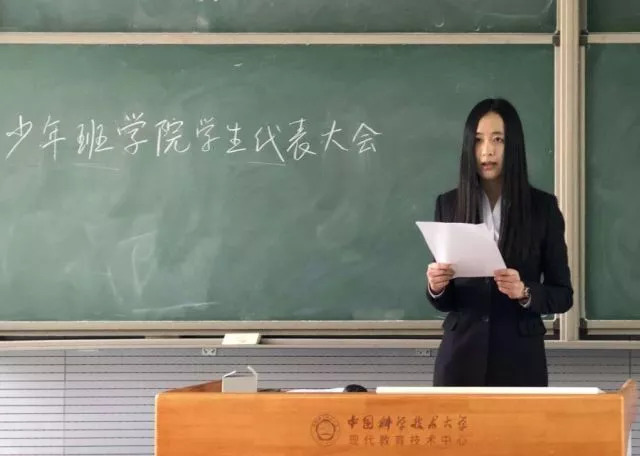 少年班学院学生代表大会
中国科学技术大学
现代教育技术中心